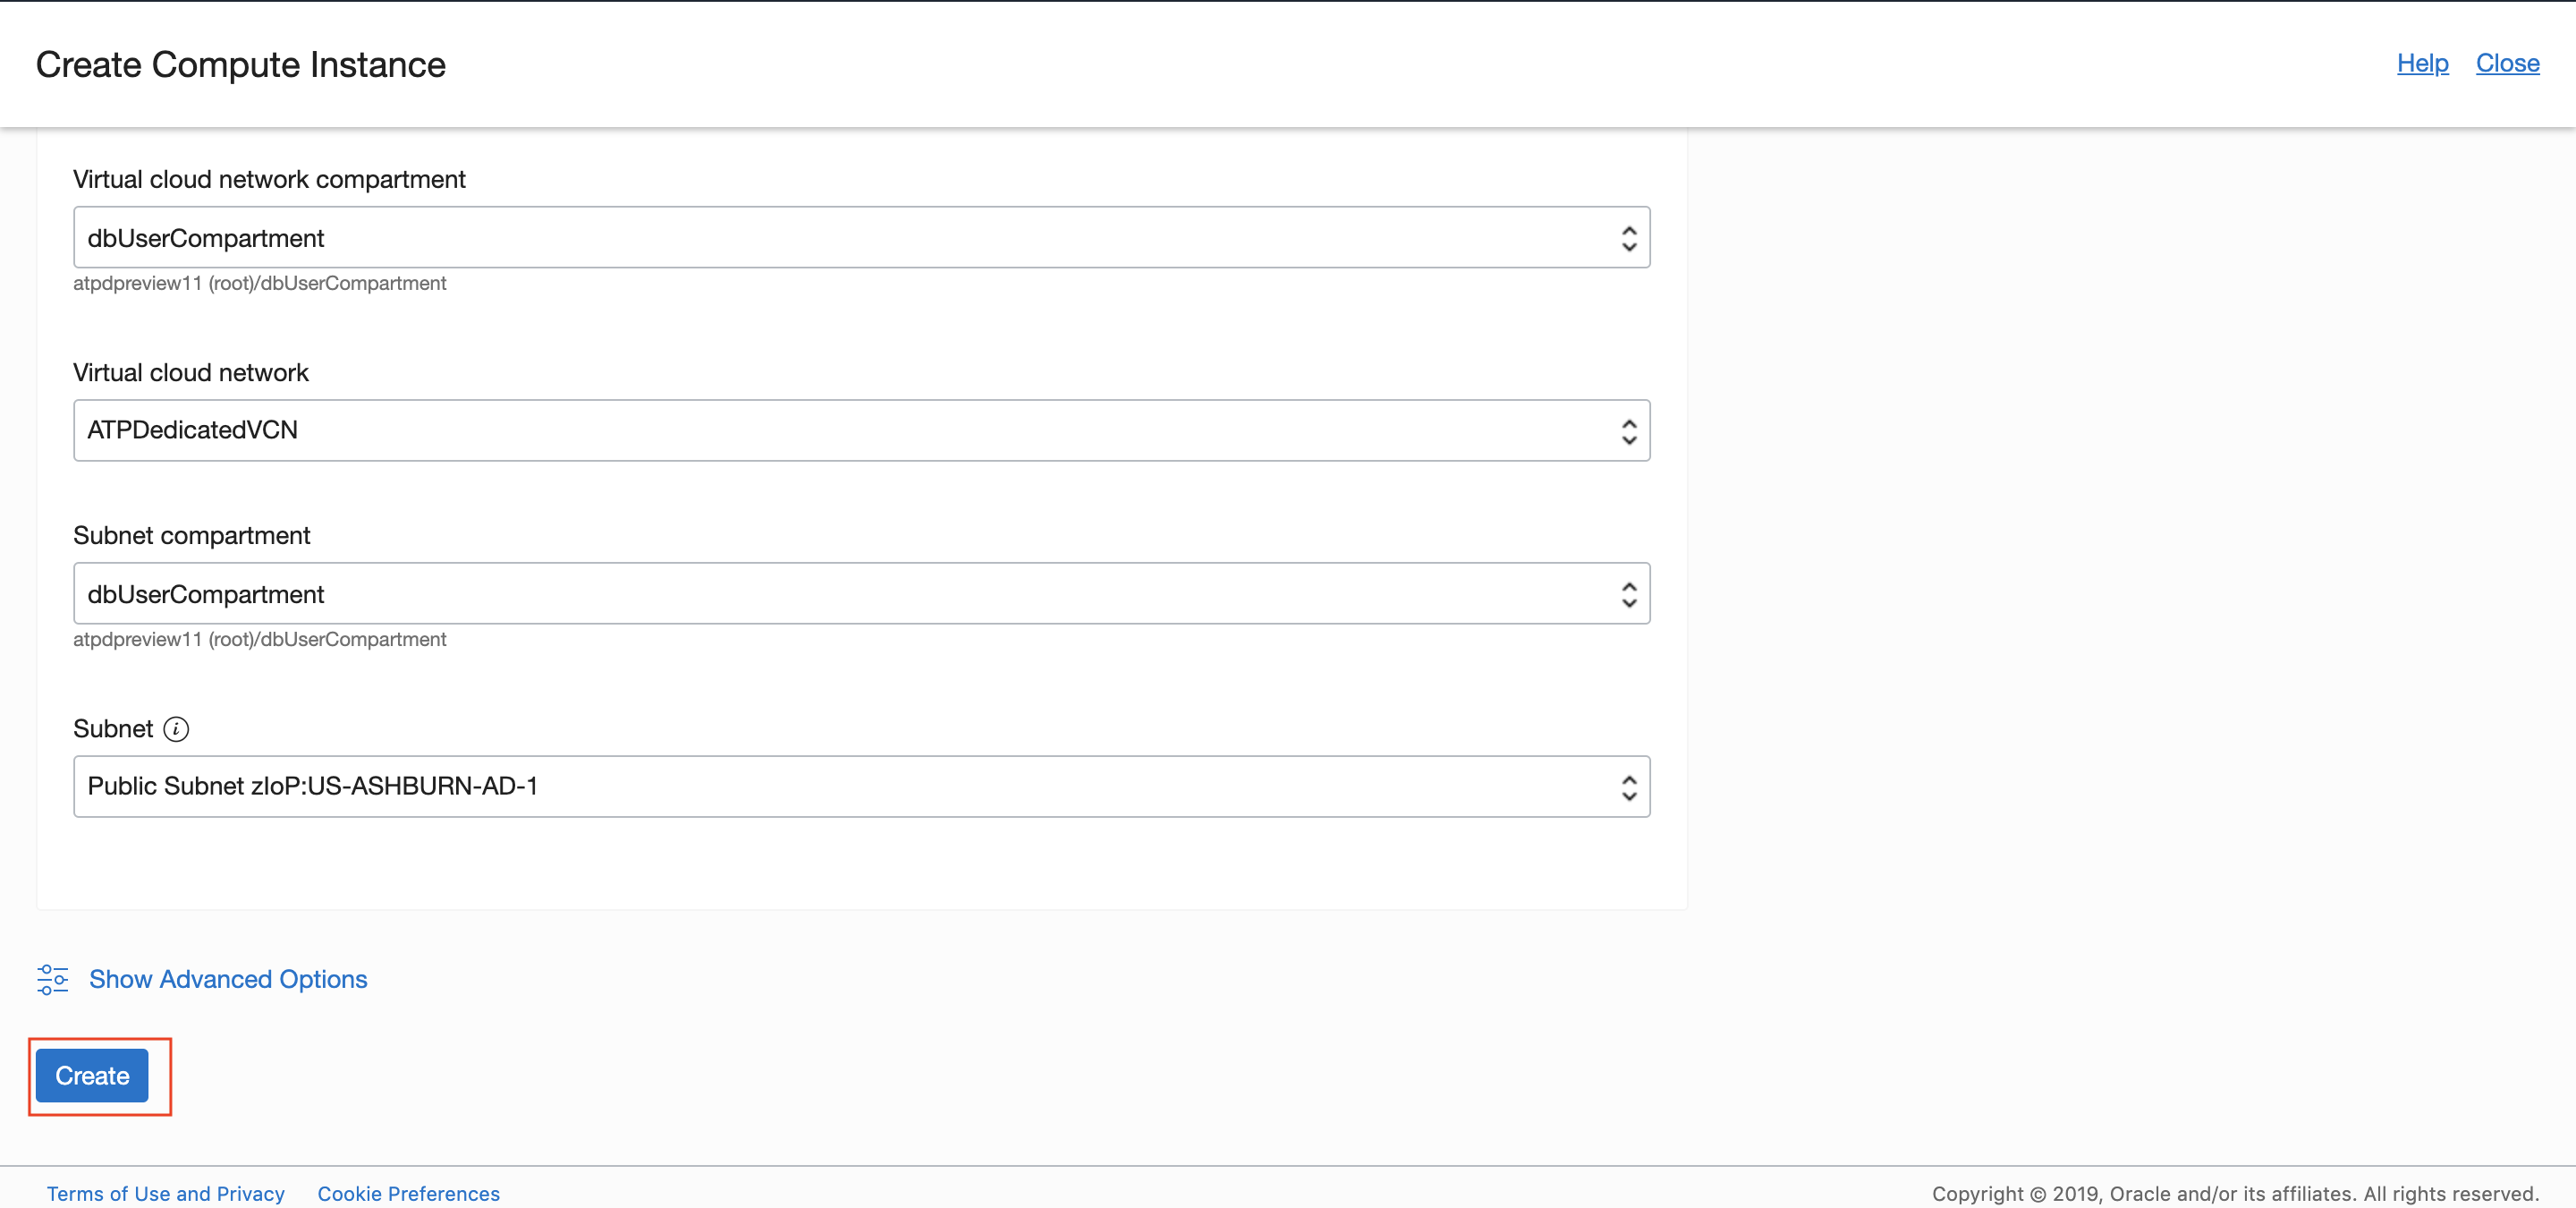 Create Compute Instance
Help Close
Virtual cloud network compartment
dbUserCompartment
atpdpreview11 (root)/dbUserCompartment
Virtual cloud network
ATPDedicatedVCN
Subnet compartment
dbUserCompartment
atpdpreview11 (root)/dbUserCompartment
Subnet i
Public Subnet zIoP:US-ASHBURN-AD-1
Show Advanced Options
Create
Terms of Use and Privacy Cookie Preferences
Copyright © 2019, Oracle and/or its affiliates. All rights reserved.